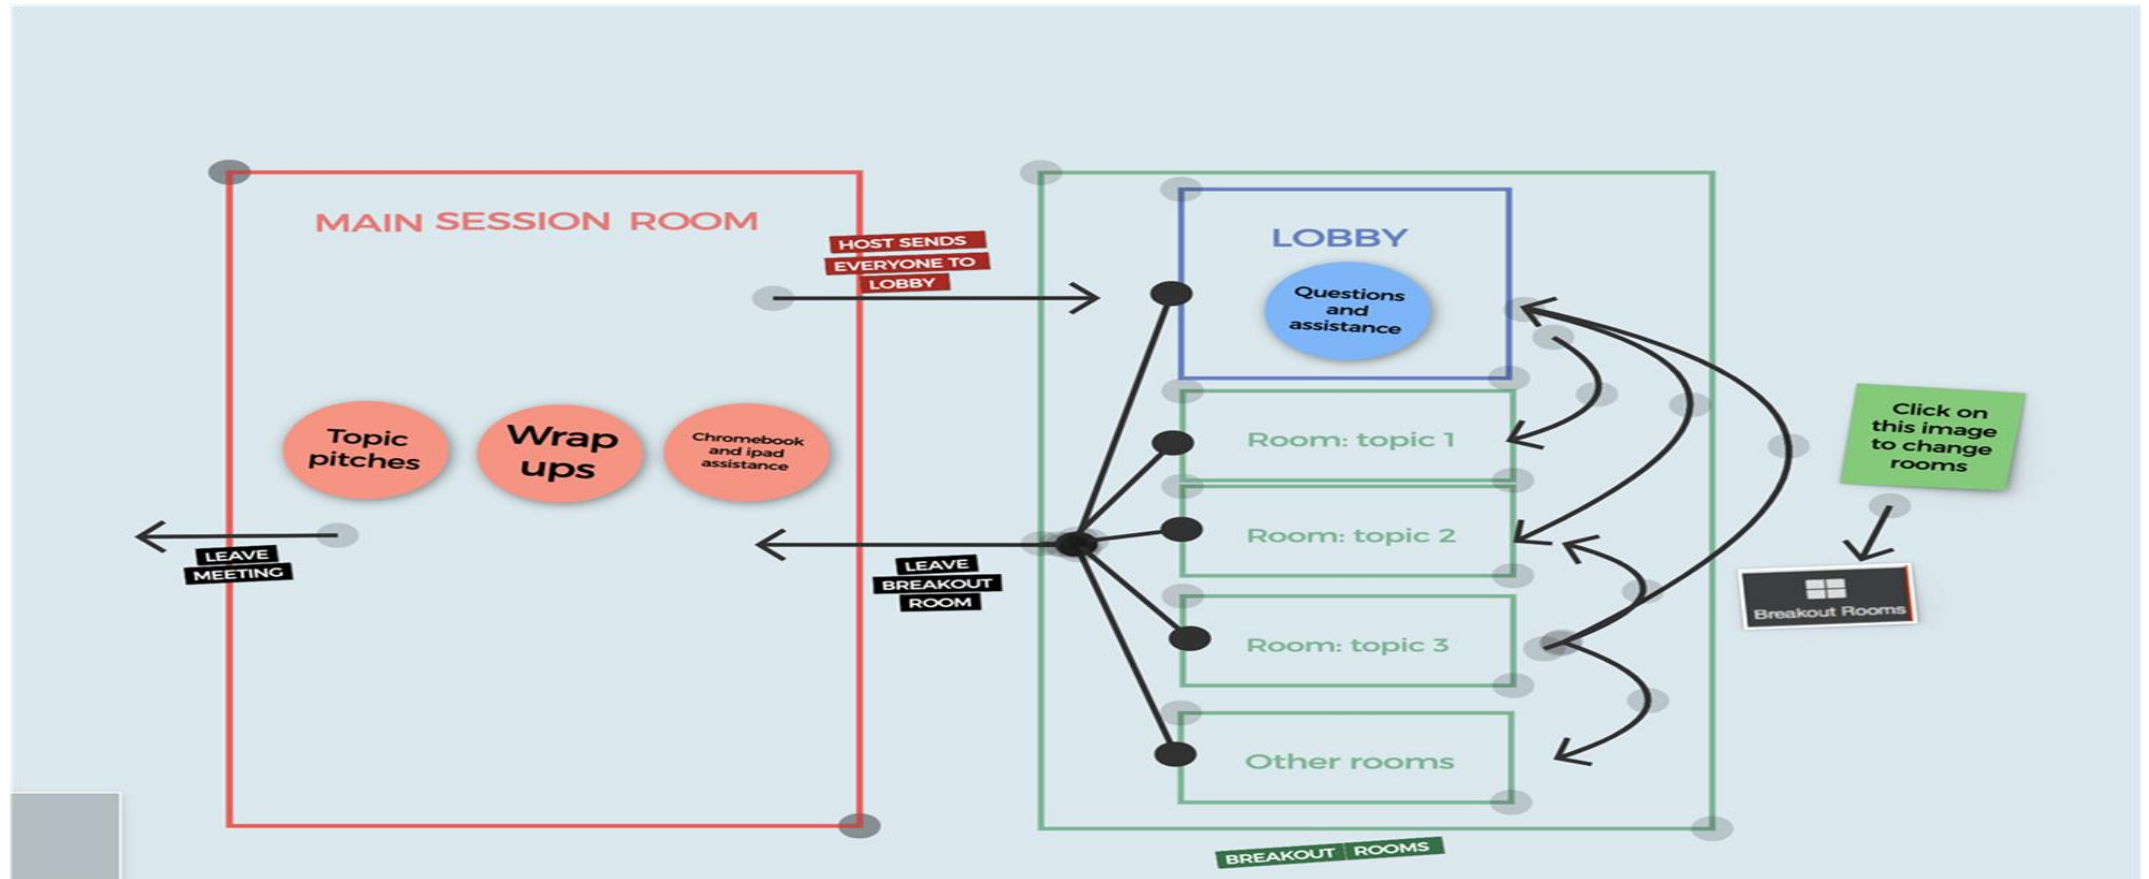 MAIN SESSION ROOM
HOST SENDS
EVERYONE TO
LOBBY
Topic
pitches
Wrap
ups
Chromebook
and ipad
assistance
LEAVE
MEETING
LEAVE
BREAKOUT
ROOM
LOBBY
Questions
and
assistance
Room: topic 1
Room: topic 2
Room: topic 3
Other rooms
BREAKOUT ROOMS
Click on
this image
to change
rooms
Breakout Rooms